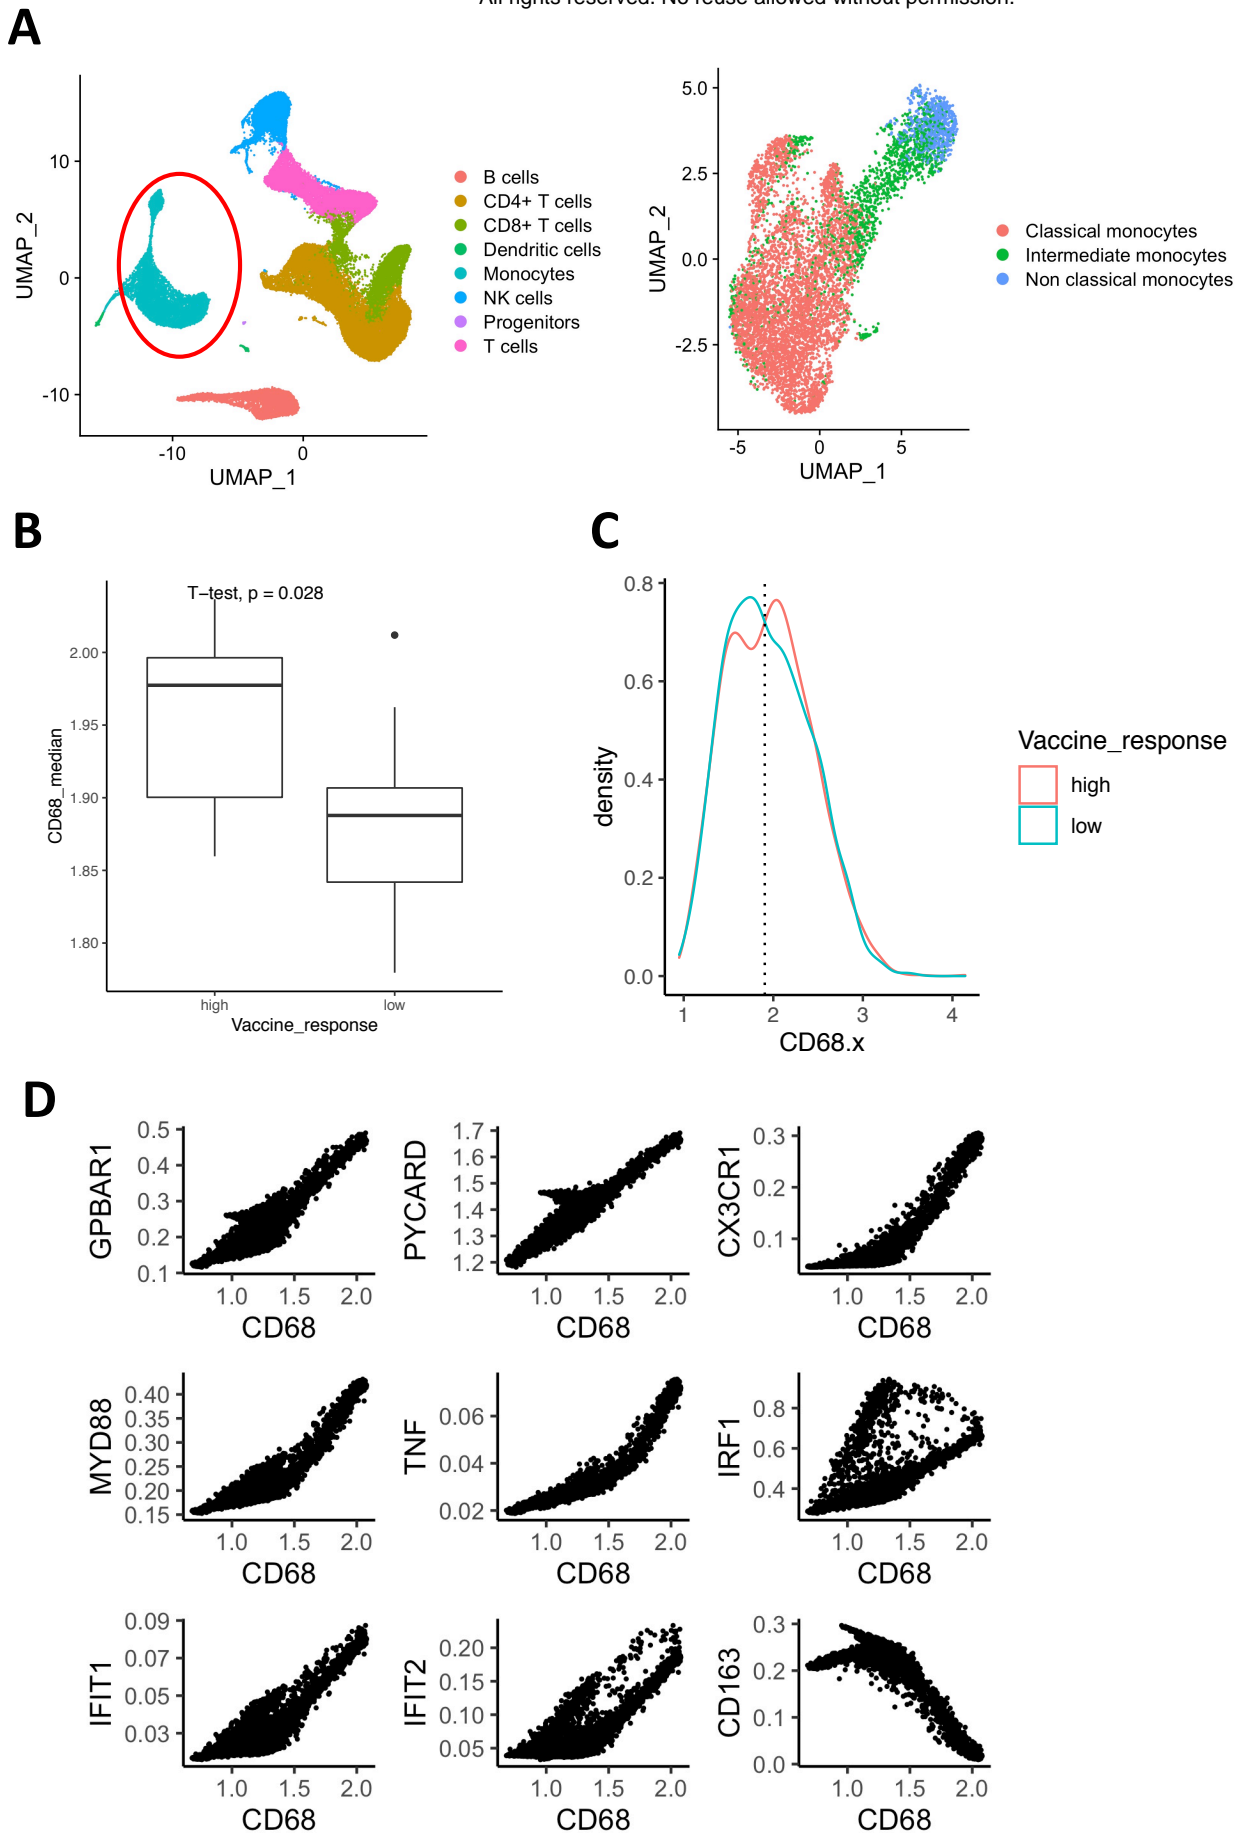 All rights reserved. No reuse allowed without permission.
A
10
0
-10
UMAP_2
-10
0
UMAP_1
B cells
CD4+ T cells
CD8+ T cells
Dendritic cells
Monocytes
NK cells
Progenitors
T cells
5.0
2.5
0.0
-2.5
UMAP_2
-5
0
5
UMAP_1
Classical monocytes
Intermediate monocytes
Non classical monocytes
B
T-test, p = 0.028
2.00
1.95
1.90
1.85
1.80
CD68_median
high
low
Vaccine_response
C
0.8
0.6
0.4
0.2
0.0
density
1
2
3
4
CD68.x
Vaccine_response
high
low
D
GPBAR1
0.5
0.4
0.3
0.2
0.1
1.0 1.5 2.0
CD68
PYCARD
1.7
1.6
1.5
1.4
1.3
1.2
1.0 1.5 2.0
CD68
CX3CR1
0.3
0.2
0.1
1.0 1.5 2.0
CD68
MYD88
0.40
0.35
0.30
0.25
0.20
0.15
1.0 1.5 2.0
CD68
TNF
0.06
0.04
0.02
1.0 1.5 2.0
CD68
IRF1
0.8
0.6
0.4
1.0 1.5 2.0
CD68
IFIT1
0.09
0.07
0.05
0.03
1.0 1.5 2.0
CD68
IFIT2
0.20
0.15
0.10
0.05
1.0 1.5 2.0
CD68
CD163
0.3
0.2
0.1
0.0
1.0 1.5 2.0
CD68